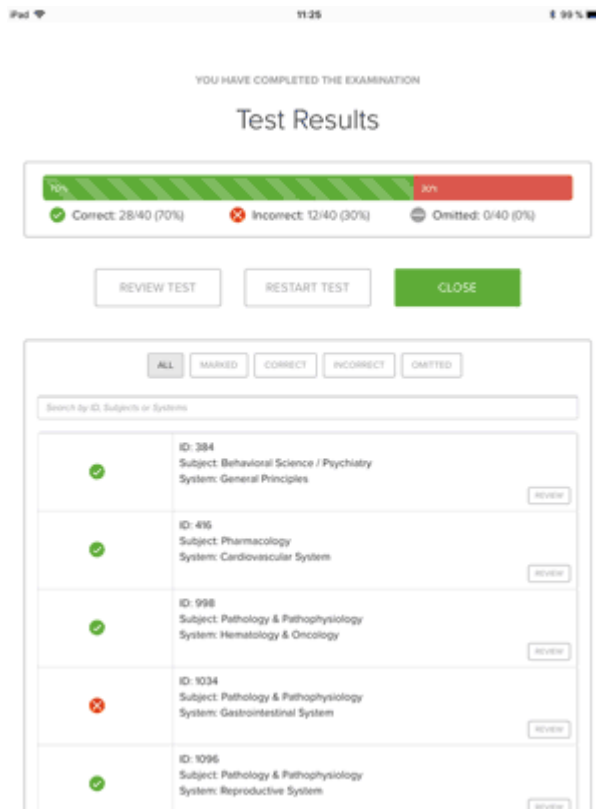 iPad
11:25
99 %
YOU HAVE COMPLETED THE EXAMINATION
Test Results
70%
30%
Correct: 28/40 (70%)
Incorrect: 12/40 (30%)
Omitted: 0/40 (0%)
REVIEW TEST
RESTART TEST
CLOSE
ALL
MARKED
CORRECT
INCORRECT
OMITTED
Search by ID, Subjects or Systems
ID: 384
Subject: Behavioral Science / Psychiatry
System: General Principles
REVIEW
ID: 416
Subject: Pharmacology
System: Cardiovascular System
REVIEW
ID: 998
Subject: Pathology & Pathophysiology
System: Hematology & Oncology
REVIEW
ID: 1034
Subject: Pathology & Pathophysiology
System: Gastrointestinal System
REVIEW
ID: 1096
Subject: Pathology & Pathophysiology
System: Reproductive System
REVIEW